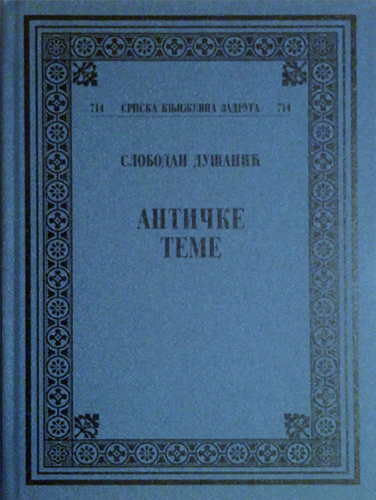 714 СРПСКА КЊИЖЕВНА ЗАДРУГА 714
СЛОБОДАН ДУШАНИЋ
АНТИЧКЕ
ТЕМЕ